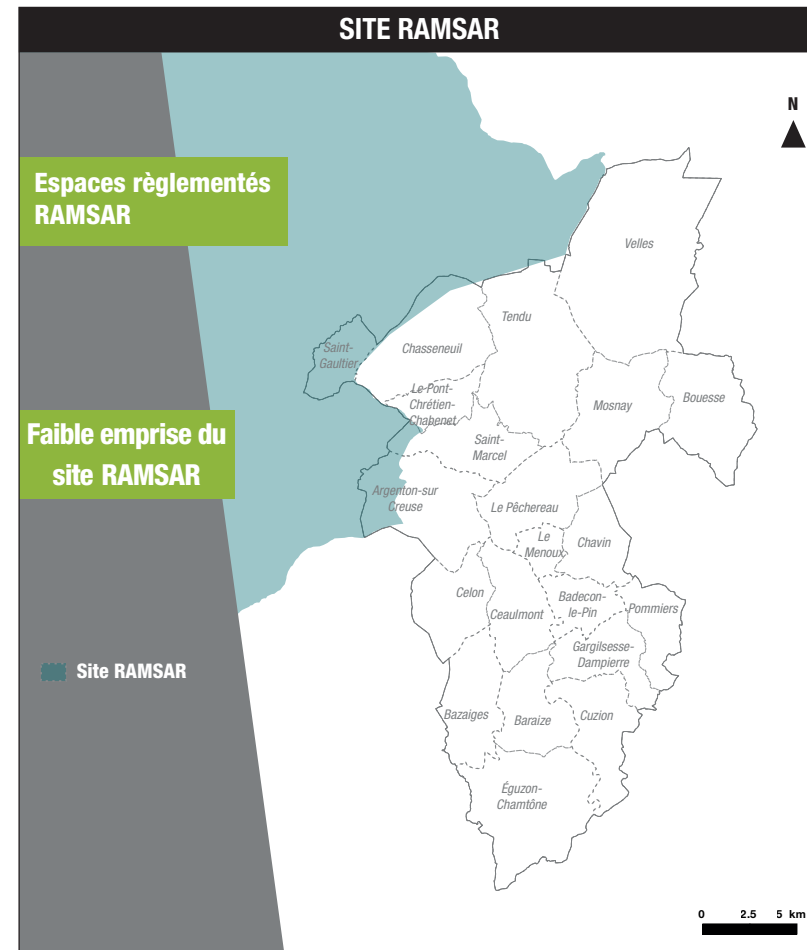 SITE RAMSAR
N
Espaces règlementés
RAMSAR
Velles
Tendu
Saint-
Gaultier
Chasseneuil
Le Pont-
Chrétien-
Chabenet
Mosnay
Bouesse
Saint-
Marcel
Faible emprise du
site RAMSAR
Argenton-sur
Creuse
Le Pêchereau
Le
Menoux
Chavin
Celon
Ceaulmont
Badecon-
le-Pin
Pommiers
Gargilsesse-
Dampierre
Site RAMSAR
Bazaiges
Baraize
Cuzion
Éguzon-
Chamtône
0 2.5 5 km